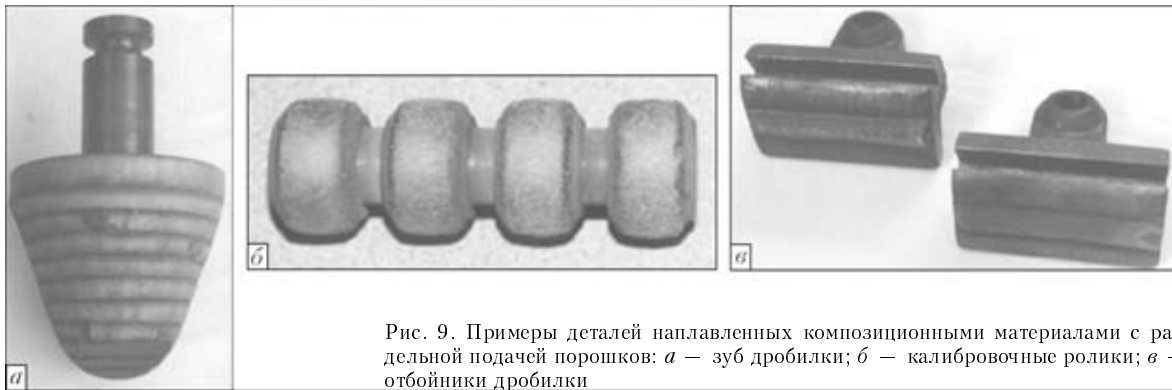 а
б
в
Рис. 9. Примеры деталей наплавленных композиционными материалами с ра
дельной подачей порошков: а — зуб дробилки; б — калибровочные ролики; в —
отбойники дробилки